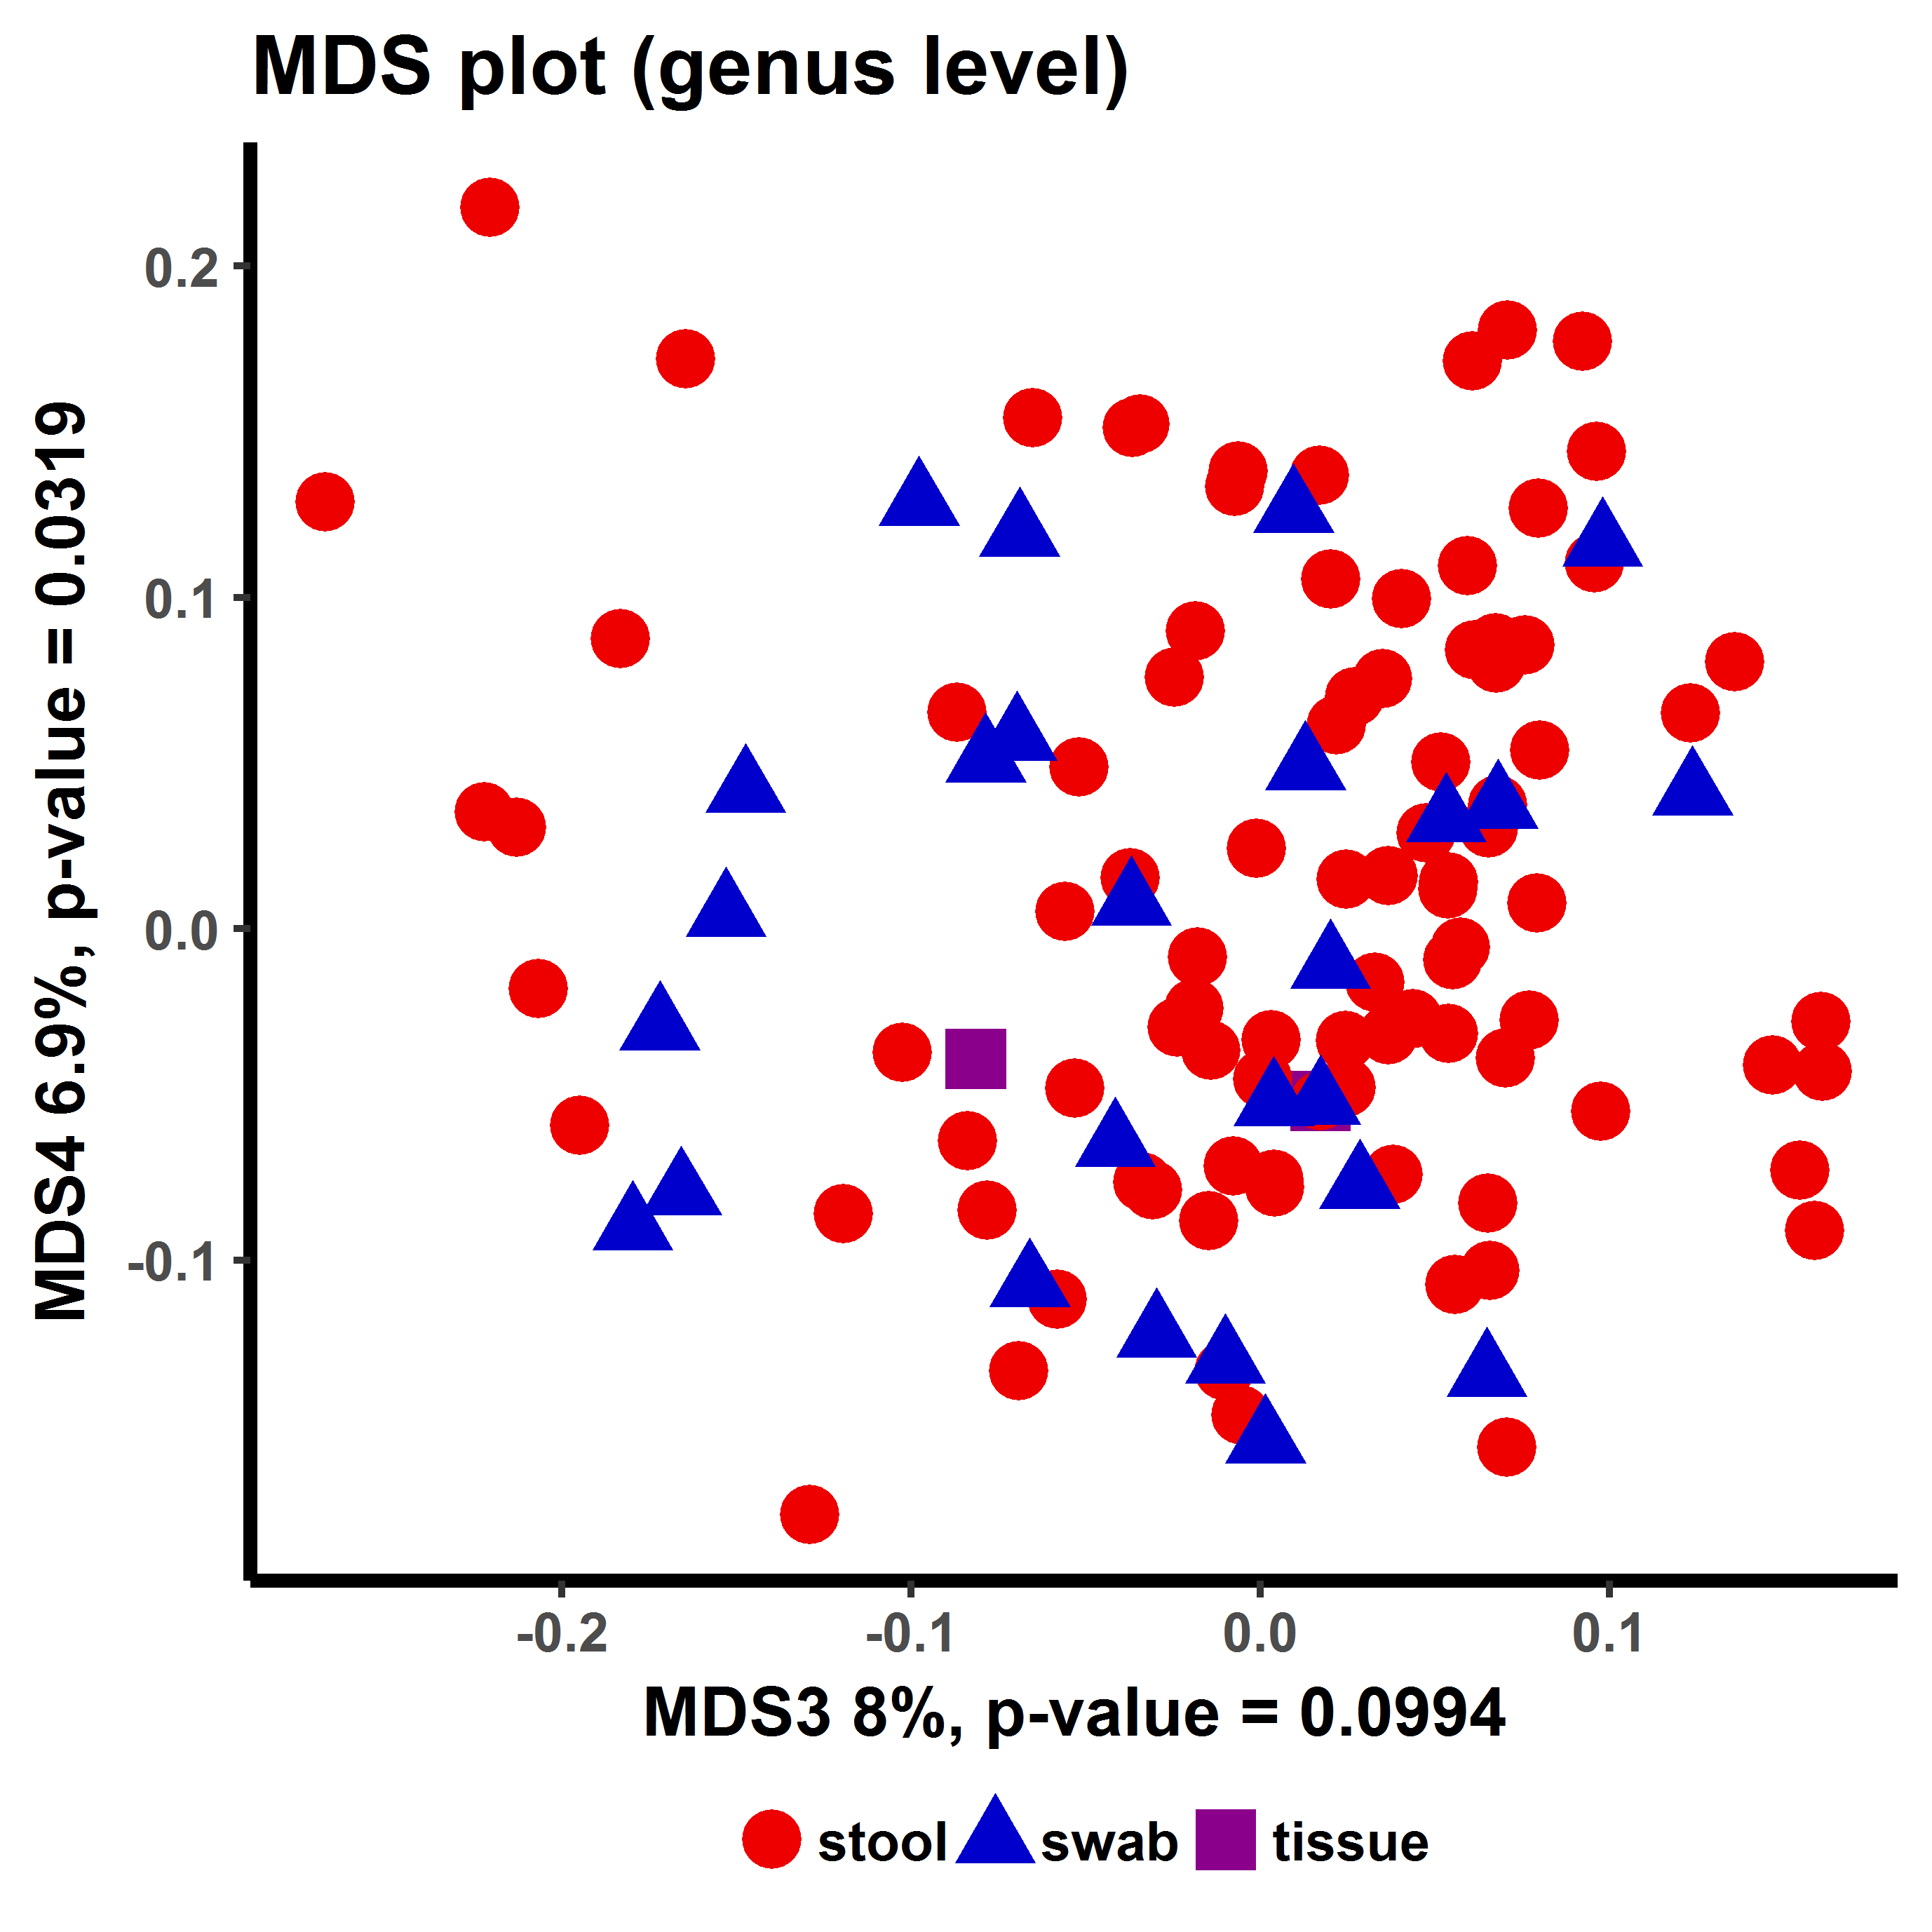 MDS plot (genus level)
MDS4 6.9%, p-value = 0.0319
0.2
0.1
0.0
-0.1
-0.2 -0.1 0.0 0.1
MDS3 8%, p-value = 0.0994
stool swab tissue